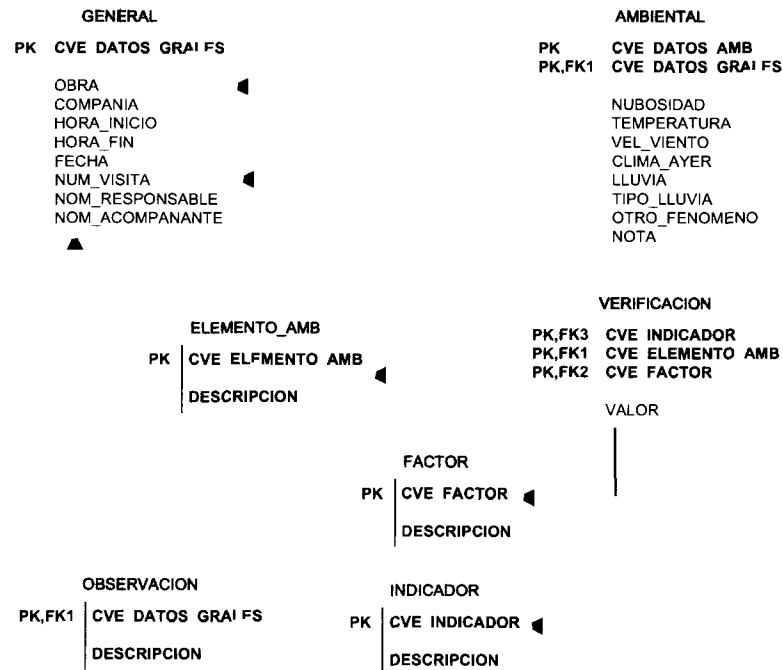 GENERAL
PK CVE DATOS GRALES
OBRA
COMPANIA
HORA_INICIO
HORA_FIN
FECHA
NUM_VISITA
NOM_RESPONSABLE
NOM_ACOMPANANTE
AMBIENTAL
PK CVE DATOS AMB
PK,FK1 CVE DATOS GRALES
NUBOSIDAD
TEMPERATURA
VEL_VIENTO
CLIMA_AYER
LLUVIA
TIPO_LLUVIA
OTRO_FENOMENO
NOTA
ELEMENTO_AMB
PK CVE ELEMENTO AMB
DESCRIPCION
VERIFICACION
PK,FK3 CVE INDICADOR
PK,FK1 CVE ELEMENTO AMB
PK,FK2 CVE FACTOR
VALOR
FACTOR
PK CVE FACTOR
DESCRIPCION
OBSERVACION
PK,FK1 CVE DATOS GRALES
DESCRIPCION
INDICADOR
PK CVE INDICADOR
DESCRIPCION